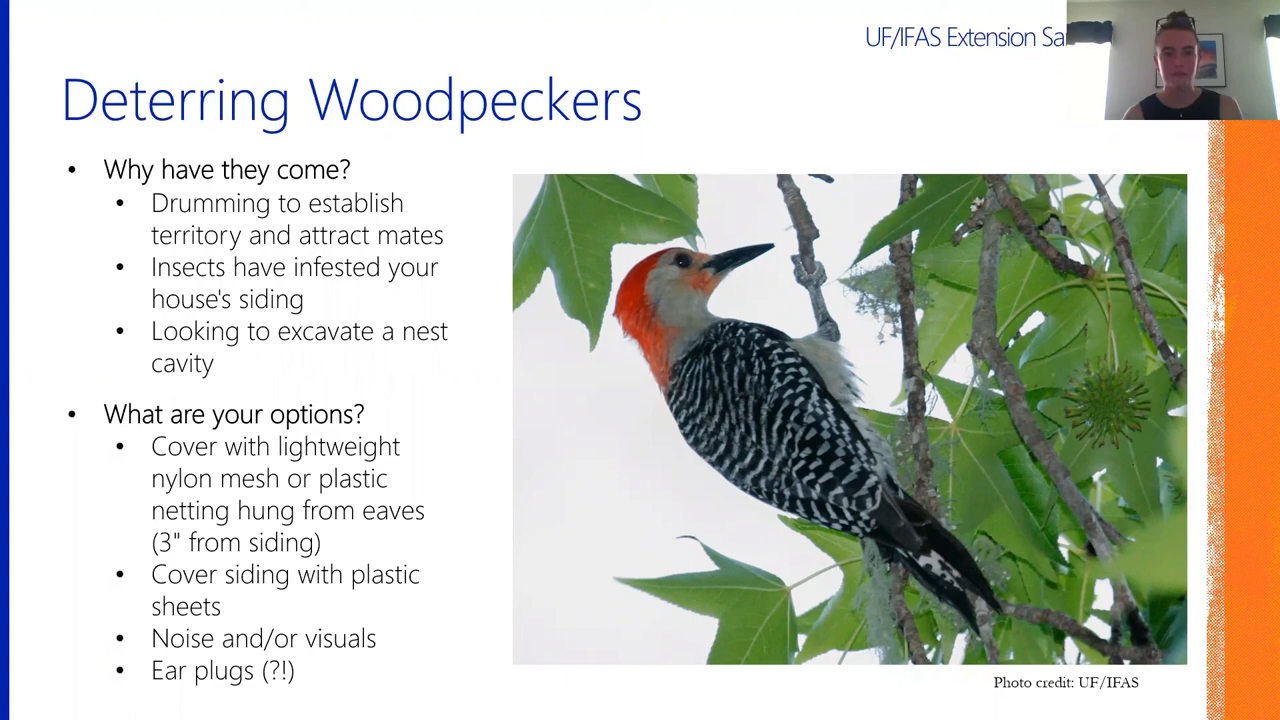 UF/IFAS Extension Sa
Deterring Woodpeckers
• Why have they come?
• Drumming to establish
territory and attract mates
• Insects have infested your
house's siding
• Looking to excavate a nest
cavity
• What are your options?
• Cover with lightweight
nylon mesh or plastic
netting hung from eaves
(3" from siding)
• Cover siding with plastic
sheets
• Noise and/or visuals
• Ear plugs (?!)
Photo credit: UF/IFAS